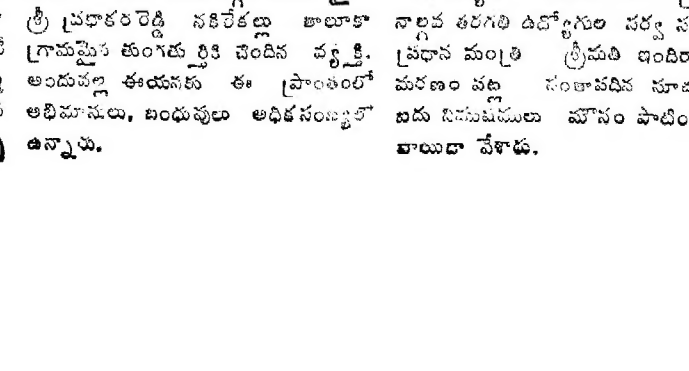 శ్రీ ప్రభాకరరెడ్డి నకిరేకల్లు తాలూకా
గ్రామమైన తుంగతుర్తికి చెందిన వ్యక్తి.
అందువల్ల ఈయనకు ఈ ప్రాంతంలో
అభిమానులు, బంధువులు అధికసంఖ్యలో
ఉన్నారు.
నాల్గవ తరగతి ఉద్యోగుల సర్వ స
ప్రధాన మంత్రి శ్రీమతి ఇందిరా
మరణం వట్ల సంతాపదిన సూచ
ఐదు నిముషములు మౌనం పాటిం
వాయిదా వేశారు.